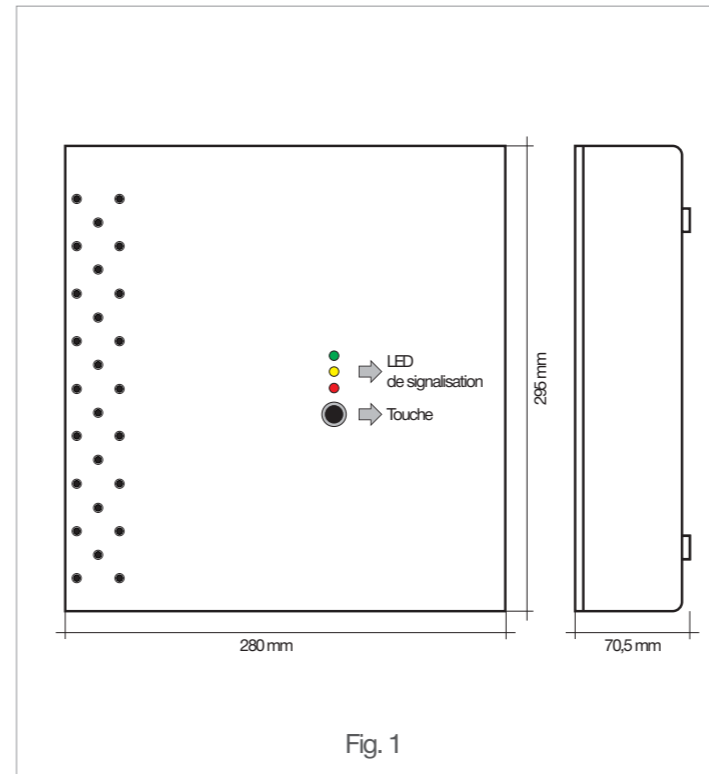 LED
de signalisation
Touche
295 mm
280 mm
70,5 mm
Fig. 1